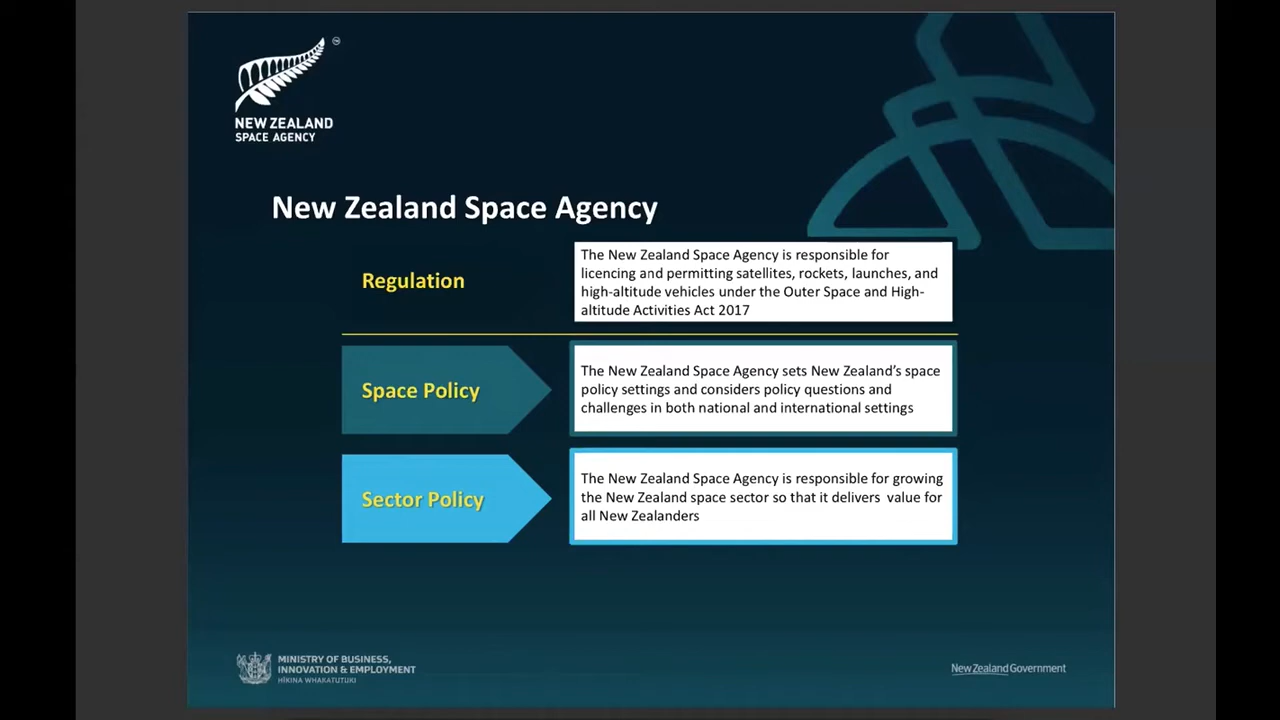 TM
NEW ZEALAND
SPACE AGENCY
New Zealand Space Agency
Regulation
The New Zealand Space Agency is responsible for
licencing and permitting satellites, rockets, launches, and
high-altitude vehicles under the Outer Space and High-
altitude Activities Act 2017
Space Policy
The New Zealand Space Agency sets New Zealand's space
policy settings and considers policy questions and
challenges in both national and international settings
Sector Policy
The New Zealand Space Agency is responsible for growing
the New Zealand space sector so that it delivers value for
all New Zealanders
MINISTRY OF BUSINESS,
INNOVATION & EMPLOYMENT
HĪKINA WHAKATUTUKI
New Zealand Government